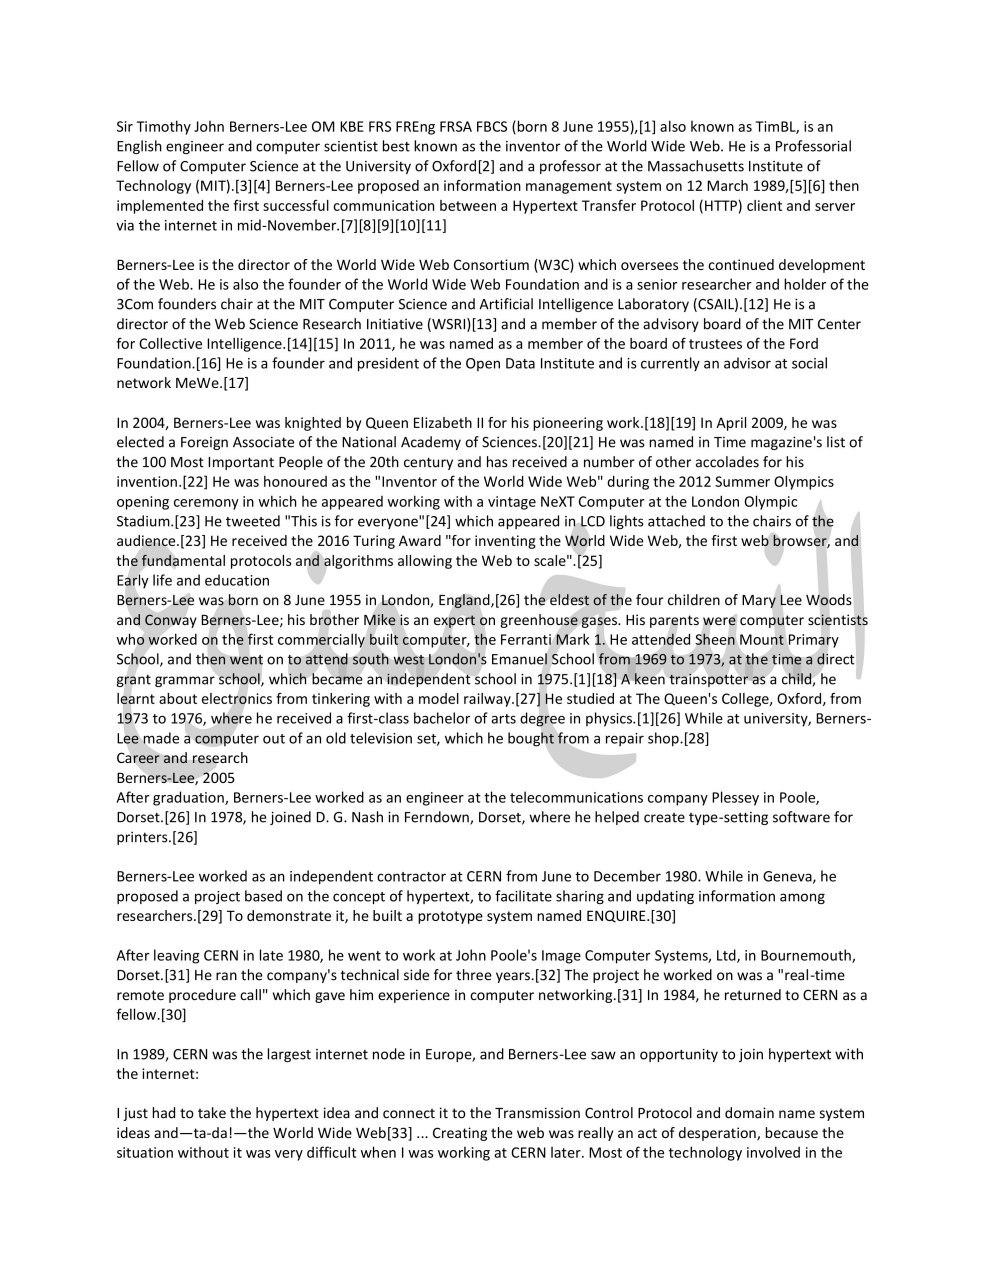 Sir Timothy John Berners-Lee OM KBE FRS FREng FRSA FBCS (born 8 June 1955),[1] also known as TimBL, is an
English engineer and computer scientist best known as the inventor of the World Wide Web. He is a Professorial
Fellow of Computer Science at the University of Oxford[2] and a professor at the Massachusetts Institute of
Technology (MIT).[3][4] Berners-Lee proposed an information management system on 12 March 1989,[5][6] then
implemented the first successful communication between a Hypertext Transfer Protocol (HTTP) client and server
via the internet in mid-November.[7][8][9][10][11]
Berners-Lee is the director of the World Wide Web Consortium (W3C) which oversees the continued development
of the Web. He is also the founder of the World Wide Web Foundation and is a senior researcher and holder of the
3Com founders chair at the MIT Computer Science and Artificial Intelligence Laboratory (CSAIL).[12] He is a
director of the Web Science Research Initiative (WSRI)[13] and a member of the advisory board of the MIT Center
for Collective Intelligence.[14][15] In 2011, he was named as a member of the board of trustees of the Ford
Foundation.[16] He is a founder and president of the Open Data Institute and is currently an advisor at social
network MeWe.[17]
In 2004, Berners-Lee was knighted by Queen Elizabeth II for his pioneering work.[18][19] In April 2009, he was
elected a Foreign Associate of the National Academy of Sciences.[20][21] He was named in Time magazine's list of
the 100 Most Important People of the 20th century and has received a number of other accolades for his
invention.[22] He was honoured as the "Inventor of the World Wide Web" during the 2012 Summer Olympics
opening ceremony in which he appeared working with a vintage NeXT Computer at the London Olympic
Stadium.[23] He tweeted "This is for everyone"[24] which appeared in LCD lights attached to the chairs of the
audience.[23] He received the 2016 Turing Award "for inventing the World Wide Web, the first web browser, and
the fundamental protocols and algorithms allowing the Web to scale".[25]
Early life and education
Berners-Lee was born on 8 June 1955 in London, England,[26] the eldest of the four children of Mary Lee Woods
and Conway Berners-Lee; his brother Mike is an expert on greenhouse gases. His parents were computer scientists
who worked on the first commercially built computer, the Ferranti Mark 1. He attended Sheen Mount Primary
School, and then went on to attend south west London's Emanuel School from 1969 to 1973, at the time a direct
grant grammar school, which became an independent school in 1975.[1][18] A keen trainspotter as a child, he
learnt about electronics from tinkering with a model railway.[27] He studied at The Queen's College, Oxford, from
1973 to 1976, where he received a first-class bachelor of arts degree in physics.[1][26] While at university, Berners-
Lee made a computer out of an old television set, which he bought from a repair shop.[28]
النسخ ممنوع
Career and research
Berners-Lee, 2005
After graduation, Berners-Lee worked as an engineer at the telecommunications company Plessey in Poole,
Dorset.[26] In 1978, he joined D. G. Nash in Ferndown, Dorset, where he helped create type-setting software for
printers.[26]
Berners-Lee worked as an independent contractor at CERN from June to December 1980. While in Geneva, he
proposed a project based on the concept of hypertext, to facilitate sharing and updating information among
researchers.[29] To demonstrate it, he built a prototype system named ENQUIRE.[30]
After leaving CERN in late 1980, he went to work at John Poole's Image Computer Systems, Ltd, in Bournemouth,
Dorset.[31] He ran the company's technical side for three years.[32] The project he worked on was a "real-time
remote procedure call" which gave him experience in computer networking.[31] In 1984, he returned to CERN as a
fellow.[30]
In 1989, CERN was the largest internet node in Europe, and Berners-Lee saw an opportunity to join hypertext with
the internet:
I just had to take the hypertext idea and connect it to the Transmission Control Protocol and domain name system
ideas and—ta-da!—the World Wide Web[33] ... Creating the web was really an act of desperation, because the
situation without it was very difficult when I was working at CERN later. Most of the technology involved in the